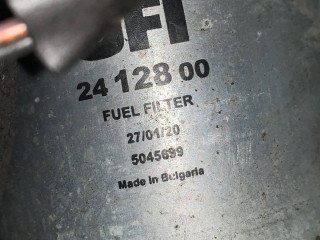 UFI
24 128 00
FUEL FILTER
27/01/20
5045699
Made in Bulgaria